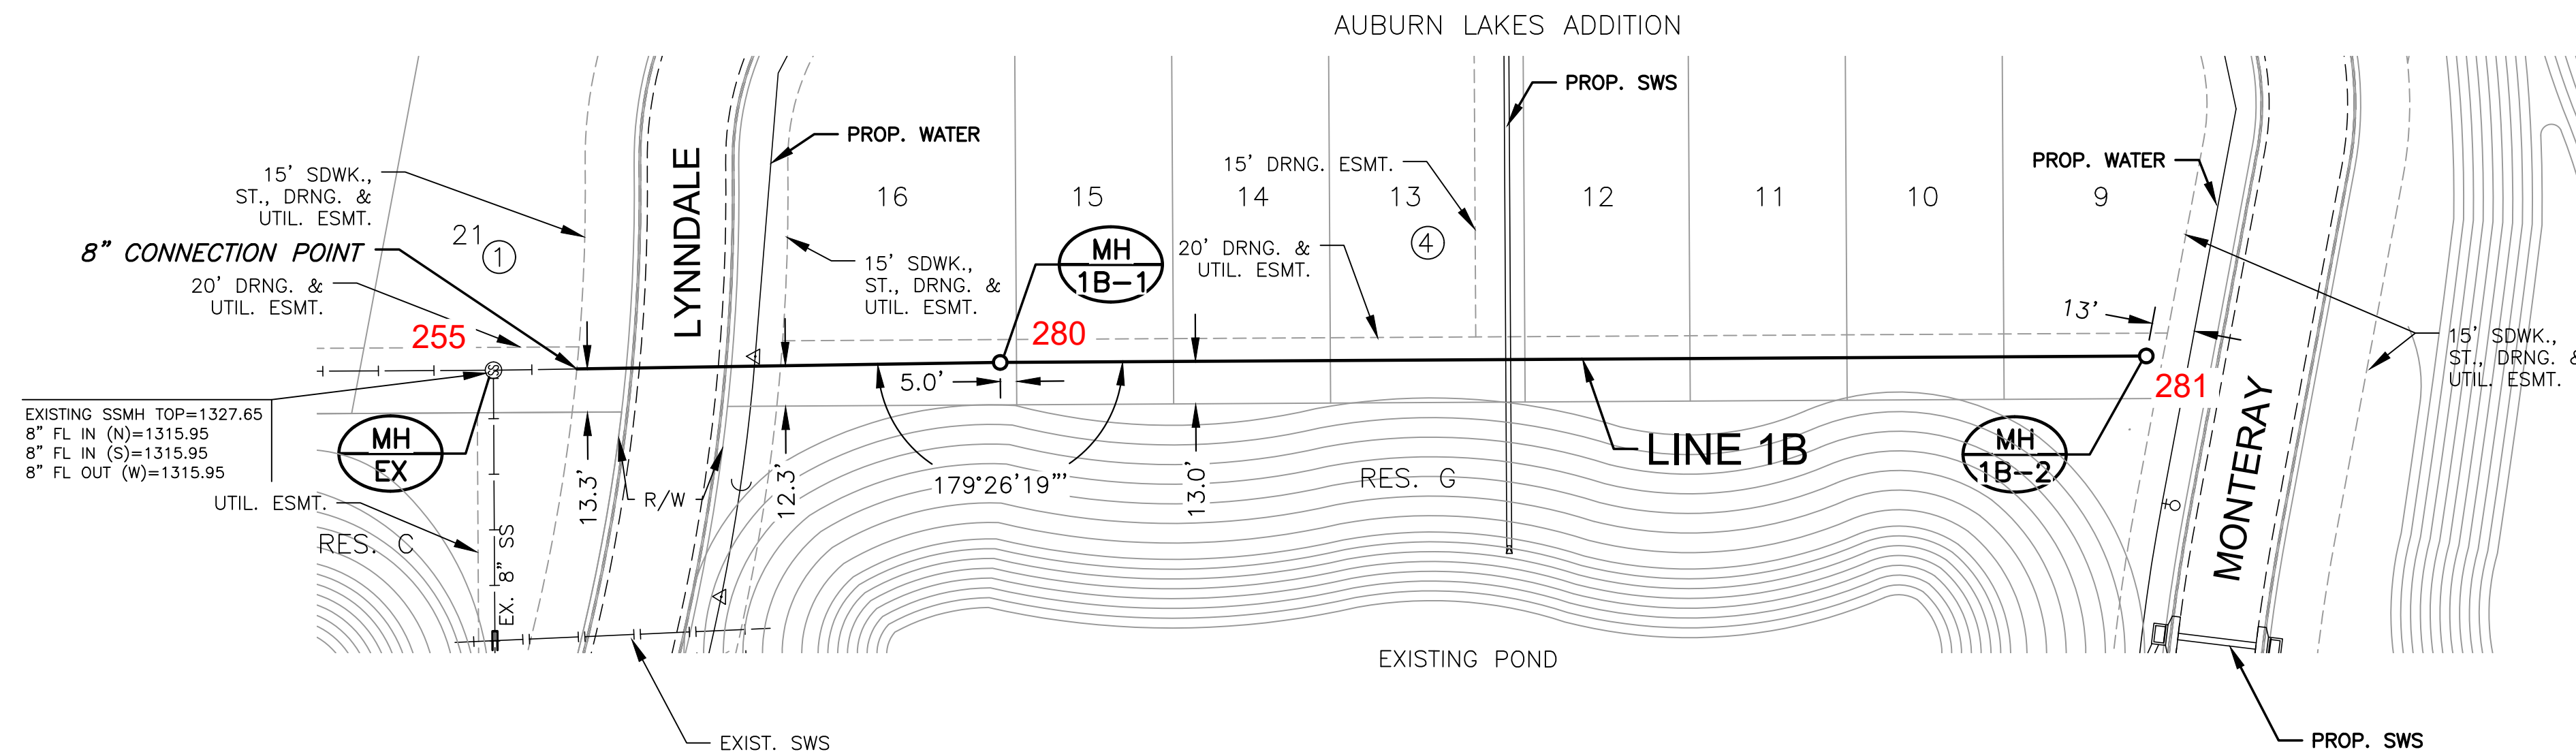 AUBURN LAKES ADDITION
PROP. SWS
PROP. WATER
15' DRNG. ESMT.
PROP. WATER
15' SDWK.,
ST., DRNG. &
UTIL. ESMT.
LYNNDALE
16
15
14
13
12
11
10
9
21
1
8" CONNECTION POINT
20' DRNG. &
UTIL. ESMT.
15' SDWK.,
ST., DRNG. &
UTIL. ESMT.
MH
1B-1
20' DRNG. &
UTIL. ESMT.
4
13'
255
280
281
15' SDWK.,
ST., DRNG. &
UTIL. ESMT.
SS
5.0'
EXISTING SSMH TOP=1327.65
8" FL IN (N)=1315.95
8" FL IN (S)=1315.95
8" FL OUT (W)=1315.95
MH
EX
LINE 1B
MH
1B-2
MONTERAY
13.3'
R/W
12.3'
179°26'19"'
13.0'
RES. G
UTIL. ESMT.
RES. C
EX. 8" SS
EXISTING POND
EXIST. SWS
PROP. SWS